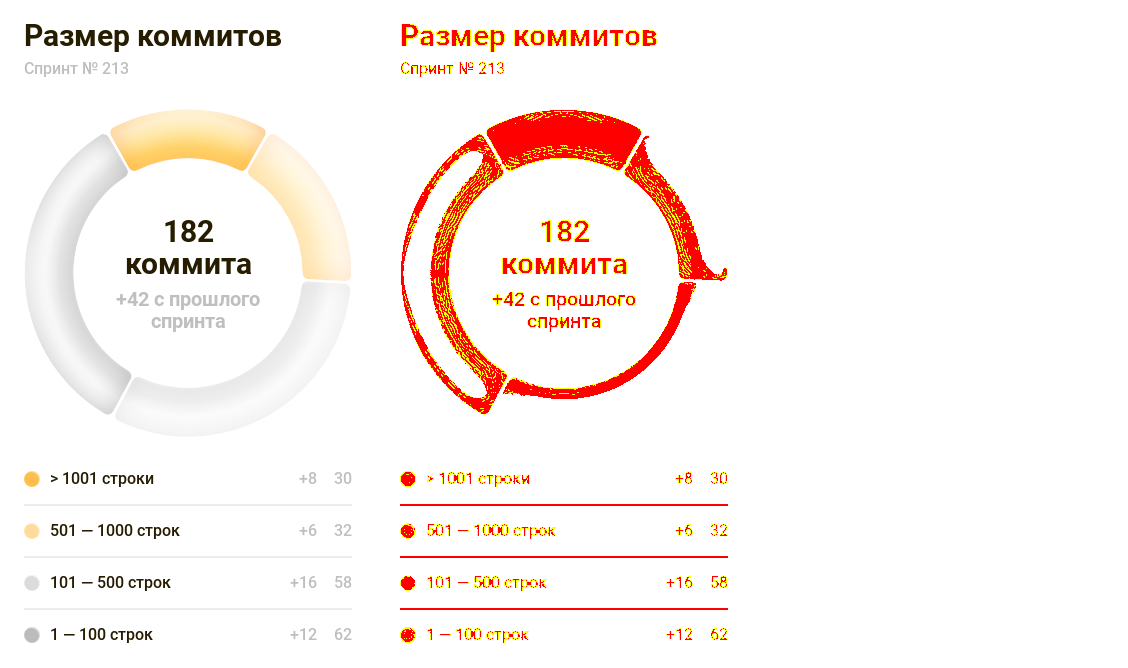 Размер коммитов
Спринт № 213
182
коммита
+42 с прошлого
спринта
> 1001 строки +8 30
501 — 1000 строк +6 32
101 — 500 строк +16 58
1 — 100 строк +12 62
Размер коммитов
Спринт № 213
182
коммита
+42 с прошлого
спринта
> 1001 строки +8 30
501 — 1000 строк +6 32
101 — 500 строк +16 58
1 — 100 строк +12 62